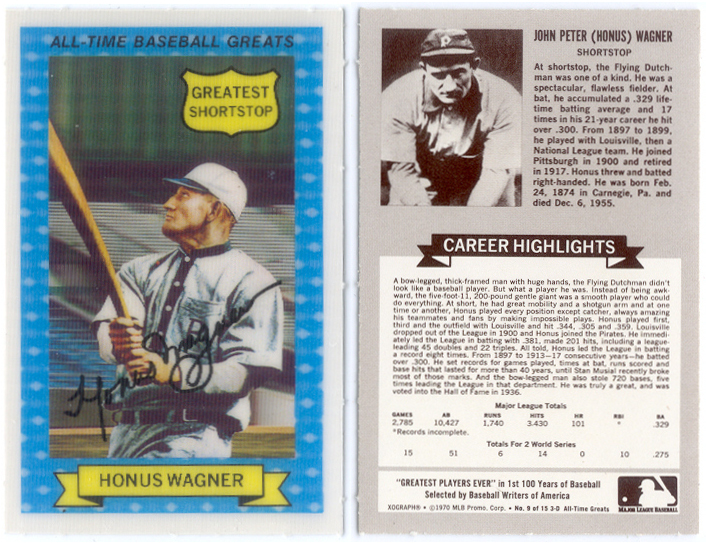 ALL-TIME BASEBALL GREATS
GREATEST
SHORTSTOP
Honus Wagner
HONUS WAGNER
P
JOHN PETER (HONUS) WAGNER
SHORTSTOP
At shortstop, the Flying Dutch-
man was one of a kind. He was a
spectacular, flawless fielder. At
bat, he accumulated a .329 life-
time batting average and 17
times in his 21-year career he hit
over .300. From 1897 to 1899,
he played with Louisville, then a
National League team. He joined
Pittsburgh in 1900 and retired
in 1917. Honus threw and batted
right-handed. He was born Feb.
24, 1874 in Carnegie, Pa. and
died Dec. 6, 1955.
CAREER HIGHLIGHTS
A bow-legged, thick-framed man with huge hands, the Flying Dutchman didn't
look like a baseball player. But what a player he was. Instead of being awk-
ward, the five-foot-11, 200-pound gentle giant was a smooth player who could
do everything. At short, he had great mobility and a shotgun arm and at one
time or another, Honus played every position except catcher, always amazing
his teammates and fans by making impossible plays. Honus played first,
third and the outfield with Louisville and hit .344, .305 and .359. Louisville
dropped out of the League in 1900 and Honus joined the Pirates. He immedi-
ately led the League in batting with .381, made 201 hits, including a league-
leading 45 doubles and 22 triples. All told, Honus led the League in batting
a record eight times. From 1897 to 1913—17 consecutive years—he batted
over .300. He set records for games played, times at bat, runs scored and
base hits that lasted for more than 40 years, until Stan Musial recently broke
most of those marks. And the bow-legged man also stole 720 bases, five
times leading the League in that department. He was truly a great, and was
voted into the Hall of Fame in 1936.
Major League Totals
GAMES AB RUNS HITS HR RBI BA
2,785 10,427 1,740 3.430 101 * .329
*Records incomplete.
Totals For 2 World Series
15 51 6 14 0 10 .275
"GREATEST PLAYERS EVER" in 1st 100 Years of Baseball
Selected by Baseball Writers of America
MAJOR LEAGUE BASEBALL
XOGRAPH® • ©1970 MLB Promo. Corp. • No. 9 of 15 3-D All-Time Greats